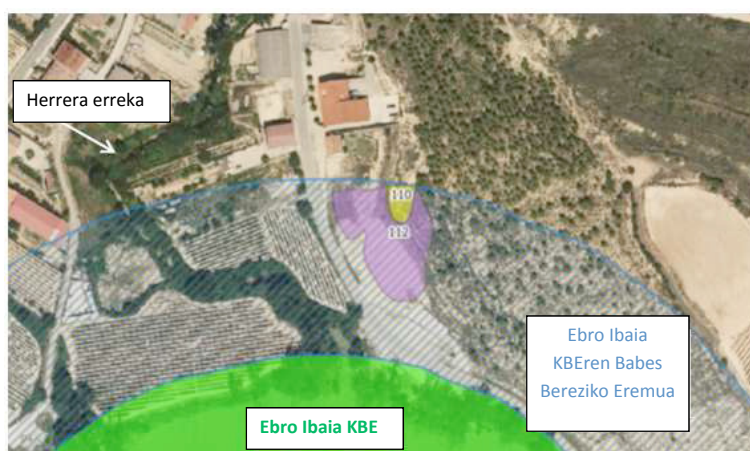 Herrera erreka
110
112
Ebro Ibaia
KBEren Babes
Bereziko Eremua
Ebro Ibaia KBE